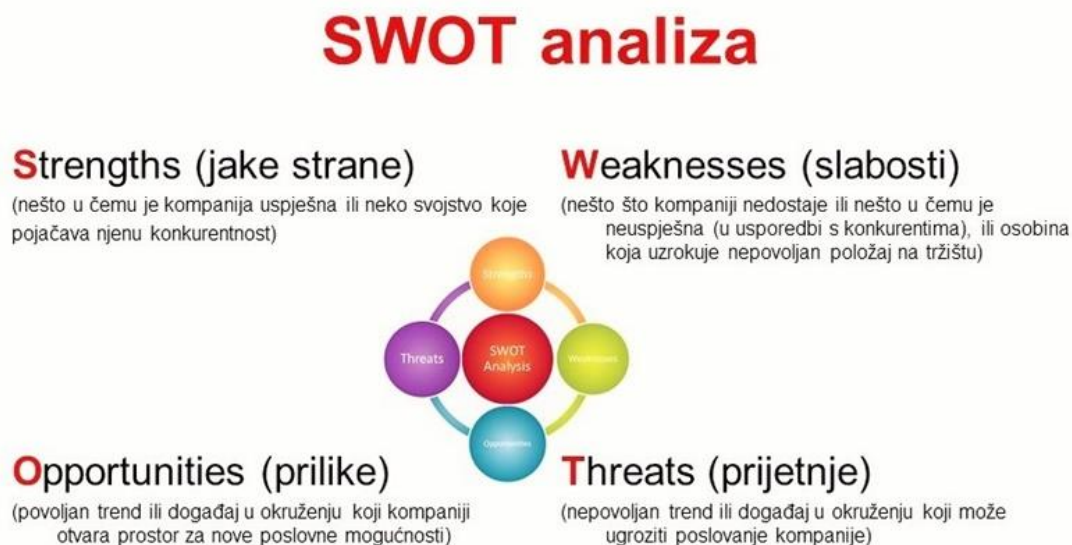 SWOT analiza
Strengths (jake strane)
(nešto u čemu je kompanija uspješna ili neko svojstvo koje
pojačava njenu konkurentnost)
Weaknesses (slabosti)
(nešto što kompaniji nedostaje ili nešto u čemu je
neuspješna (u usporedbi s konkurentima), ili osobina
koja uzrokuje nepovoljan položaj na tržištu)
Strengths
Threats
SWOT
Analysis
Weaknesses
Opportunities
Opportunities (prilike)
(povoljan trend ili događaj u okruženju koji kompaniji
otvara prostor za nove poslovne mogućnosti)
Threats (prijetnje)
(nepovoljan trend ili događaj u okruženju koji može
ugroziti poslovanje kompanije)